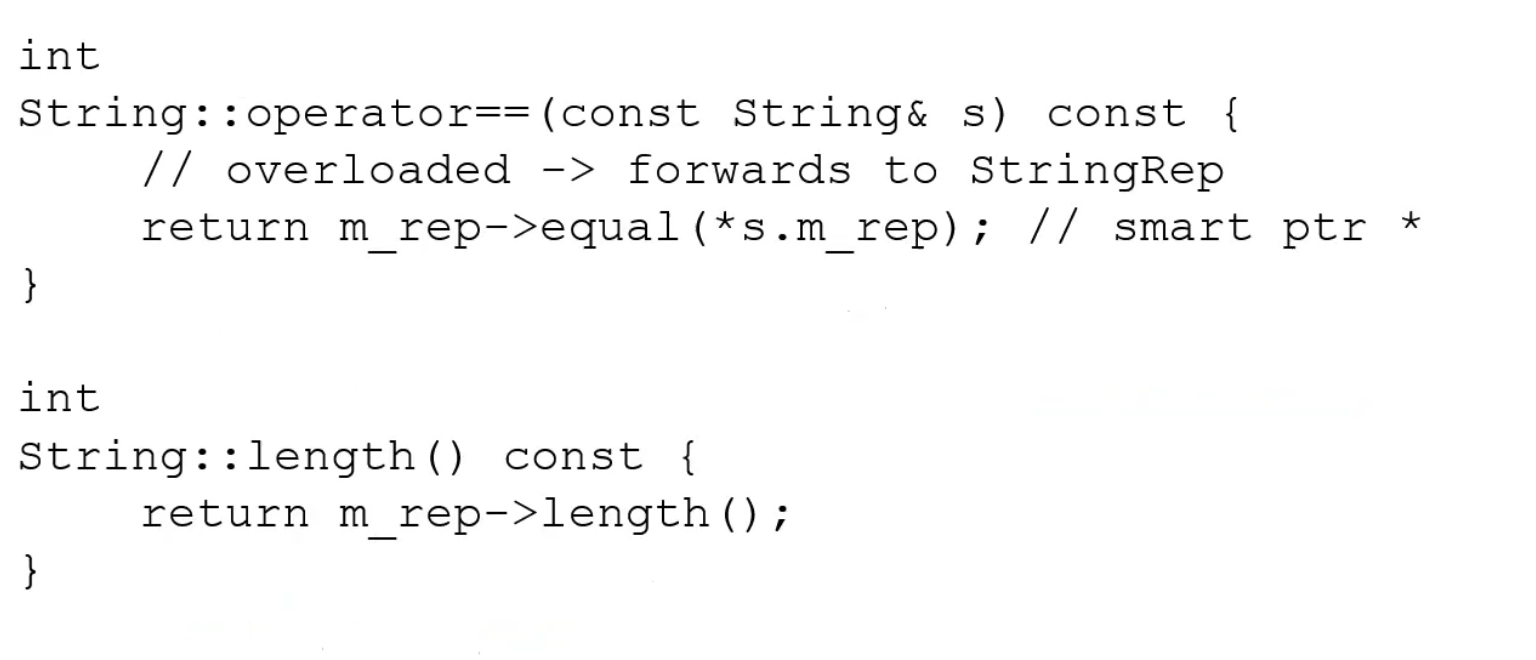 int
String::operator==(const String& s) const {
    // overloaded -> forwards to StringRep
    return m_rep->equal(*s.m_rep); // smart ptr *
}
int
String::length() const {
    return m_rep->length();
}